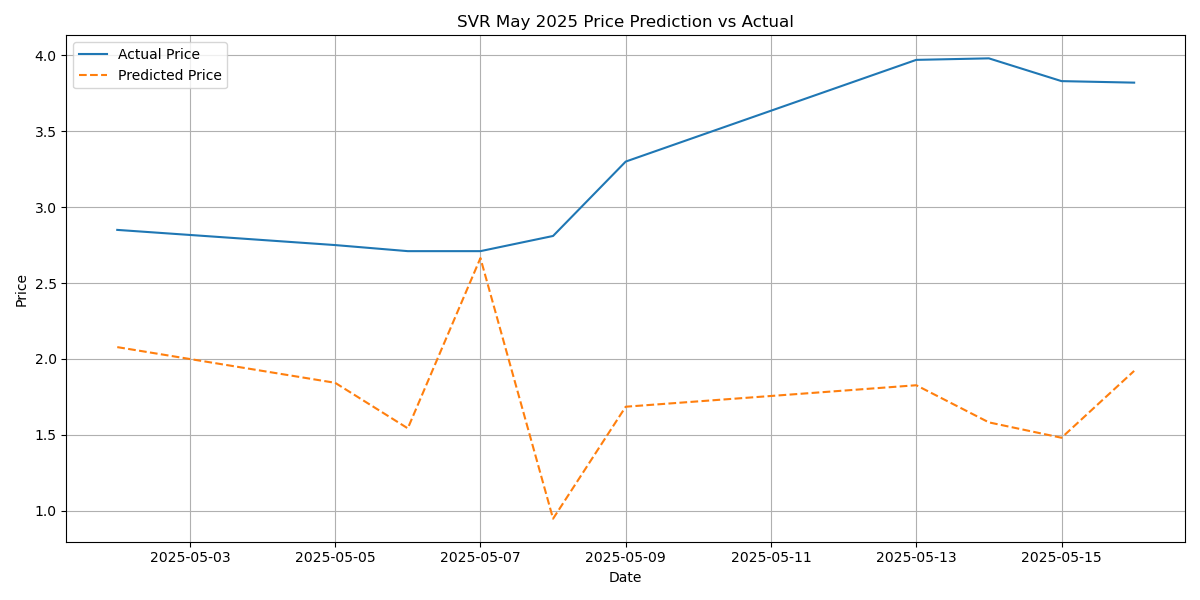 SVR May 2025 Price Prediction vs Actual
Actual Price
Predicted Price
4.0
3.5
3.0
2.5
2.0
1.5
1.0
Price
2025-05-03 2025-05-05 2025-05-07 2025-05-09 2025-05-11 2025-05-13 2025-05-15
Date